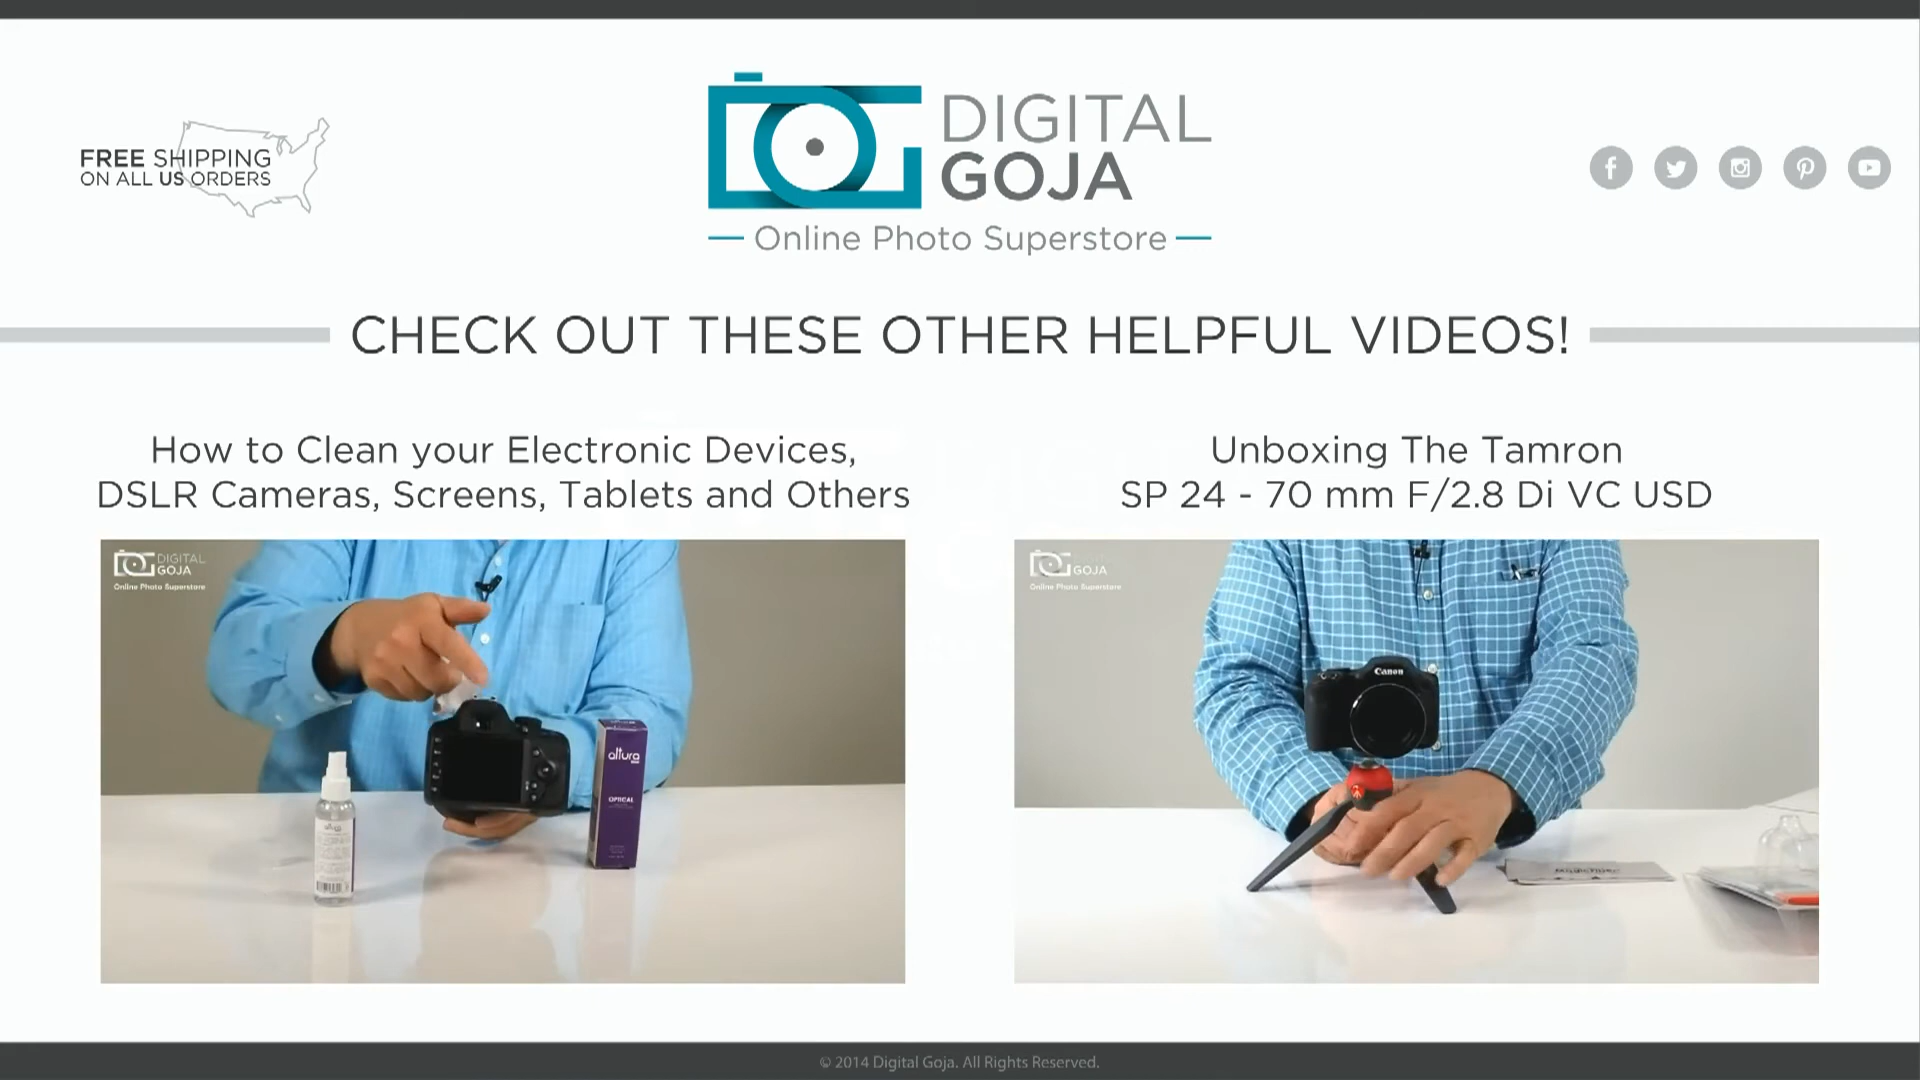 FREE SHIPPING
ON ALL US ORDERS
DIGITAL
GOJA
Online Photo Superstore
CHECK OUT THESE OTHER HELPFUL VIDEOS!
How to Clean your Electronic Devices,
DSLR Cameras, Screens, Tablets and Others
Unboxing The Tamron
SP 24 - 70 mm F/2.8 Di VC USD
DIGITAL
GOJA
Online Photo Superstore
altura
OPTICAL
altura
GOJA
Online Photo Superstore
Canon
© 2014 Digital Goja. All Rights Reserved.